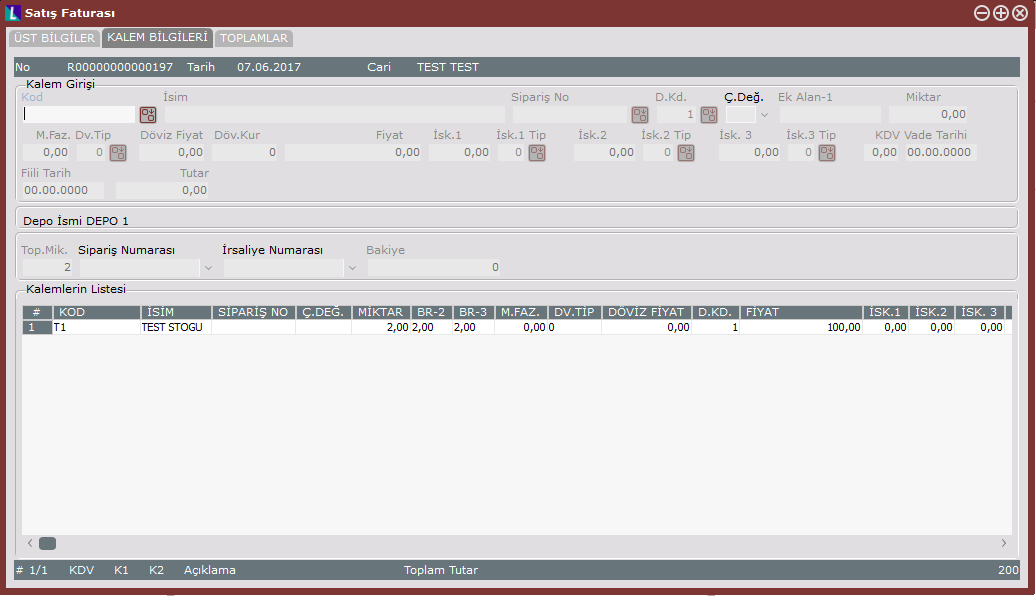 Satış Faturası
ÜST BİLGİLER KALEM BİLGİLERİ TOPLAMLAR
No R00000000000197 Tarih 07.06.2017 Cari TEST TEST
Kalem Girişi
Kod İsim Sipariş No D.Kd. Ç.Değ. Ek Alan-1 Miktar
1 0,00
M.Faz. Dv.Tip Döviz Fiyat Döv.Kur Fiyat İsk.1 İsk.1 Tip İsk.2 İsk.2 Tip İsk. 3 İsk.3 Tip KDV Vade Tarihi
0,00 0 0,00 0 0,00 0,00 0 0,00 0 0,00 0 0,00 00.00.0000
Fiili Tarih Tutar
00.00.0000 0,00
Depo İsmi DEPO 1
Top.Mik. Sipariş Numarası İrsaliye Numarası Bakiye
2 0
Kalemlerin Listesi
# KOD İSİM SİPARİŞ NO Ç.DEĞ. MİKTAR BR-2 BR-3 M.FAZ. DV.TİP DÖVİZ FİYAT D.KD. FİYAT İSK.1 İSK.2 İSK. 3
1 T1 TEST STOGU 2,00 2,00 2,00 0,00 0 0,00 1 100,00 0,00 0,00 0,00
# 1/1 KDV K1 K2 Açıklama Toplam Tutar 200